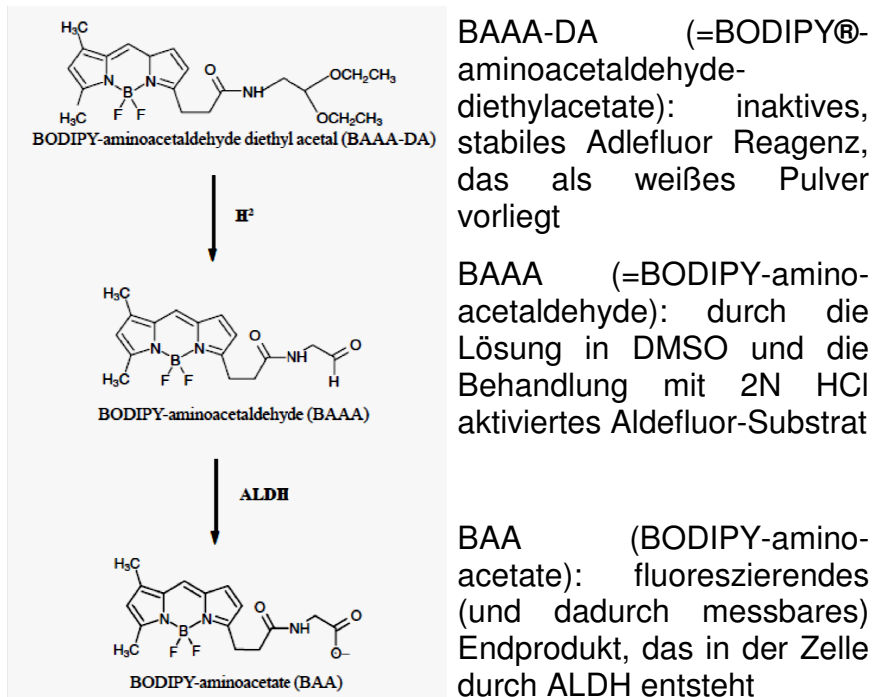 H₃C
O
NH
OCH₂CH₃
N
B
N
H₃C
F F
OCH₂CH₃
BODIPY-aminoacetaldehyde diethyl acetal (BAAA-DA)
H²
H₃C
O
NH
O
N
B
N
H₃C
F F
H
BODIPY-aminoacetaldehyde (BAAA)
ALDH
H₃C
O
NH
O
N
B
N
H₃C
F F
O–
BODIPY-aminoacetate (BAA)
BAAA-DA (=BODIPY®-
aminoacetaldehyde-
diethylacetate): inaktives,
stabiles Adlefluor Reagenz,
das als weißes Pulver
vorliegt
BAAA (=BODIPY-amino-
acetaldehyde): durch die
Lösung in DMSO und die
Behandlung mit 2N HCl
aktiviertes Aldefluor-Substrat
BAA (BODIPY-amino-
acetate): fluoreszierendes
(und dadurch messbares)
Endprodukt, das in der Zelle
durch ALDH entsteht